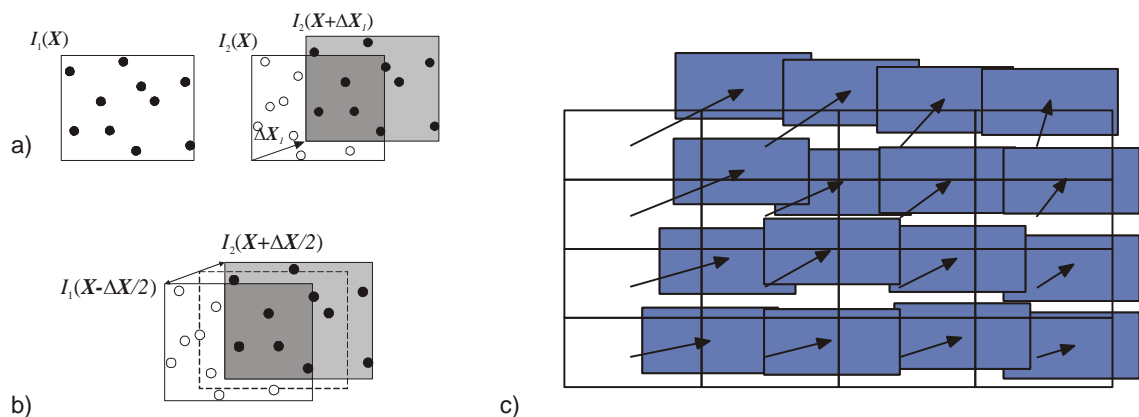 I₂(X+ΔX₁)
I₁(X)
I₂(X)
ΔX₁
a)
I₂(X+ΔX/2)
I₁(X-ΔX/2)
b)
c)